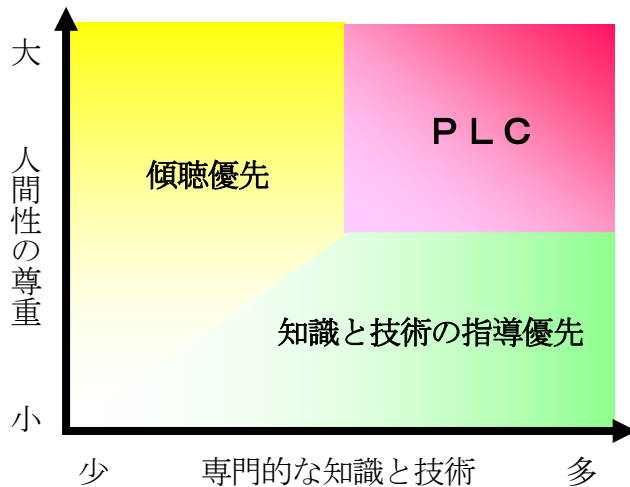 大
ＰＬＣ
傾聴優先
人間性の尊重
知識と技術の指導優先
小
少 専門的な知識と技術 多